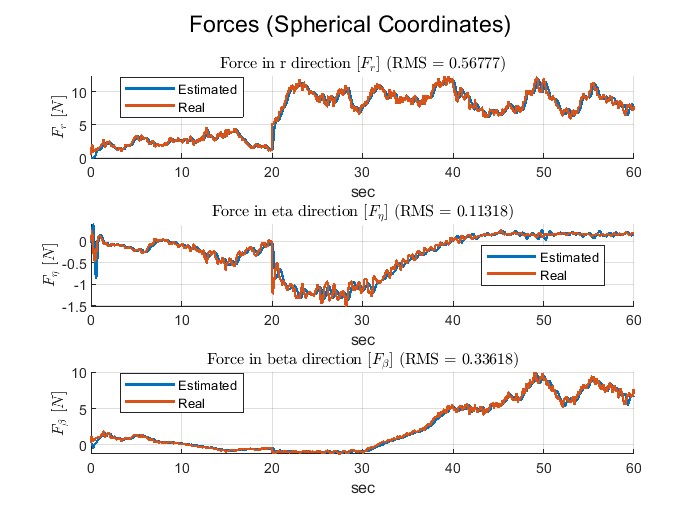 Forces (Spherical Coordinates)
Force in r direction [F_r] (RMS = 0.56777)
F_r [N]
10
5
0
Estimated
Real
0 10 20 30 40 50 60
sec
Force in eta direction [F_η] (RMS = 0.11318)
F_η [N]
0
-0.5
-1
-1.5
Estimated
Real
0 10 20 30 40 50 60
sec
Force in beta direction [F_β] (RMS = 0.33618)
F_β [N]
10
5
0
Estimated
Real
0 10 20 30 40 50 60
sec